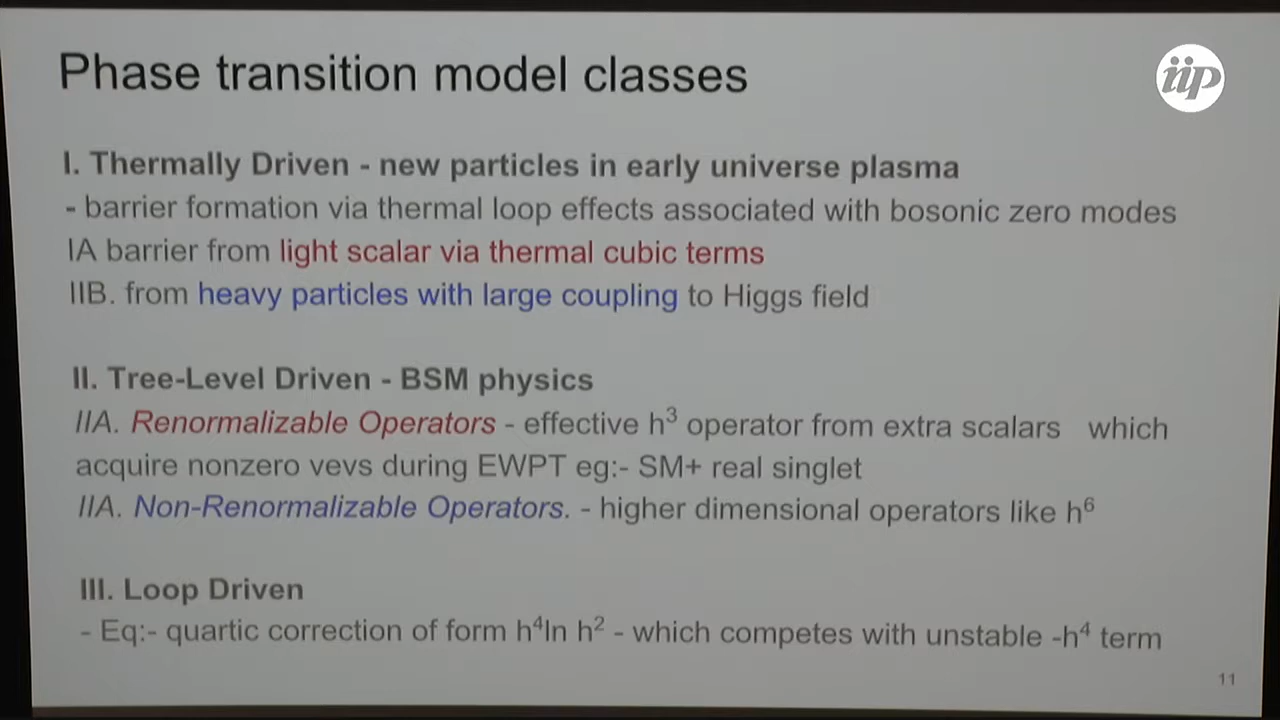 Phase transition model classes
iip
I. Thermally Driven - new particles in early universe plasma
- barrier formation via thermal loop effects associated with bosonic zero modes
IA barrier from light scalar via thermal cubic terms
IIB. from heavy particles with large coupling to Higgs field
II. Tree-Level Driven - BSM physics
IIA. Renormalizable Operators - effective h³ operator from extra scalars which
acquire nonzero vevs during EWPT eg:- SM+ real singlet
IIA. Non-Renormalizable Operators. - higher dimensional operators like h⁶
III. Loop Driven
- Eq:- quartic correction of form h⁴ln h² - which competes with unstable -h⁴ term
11